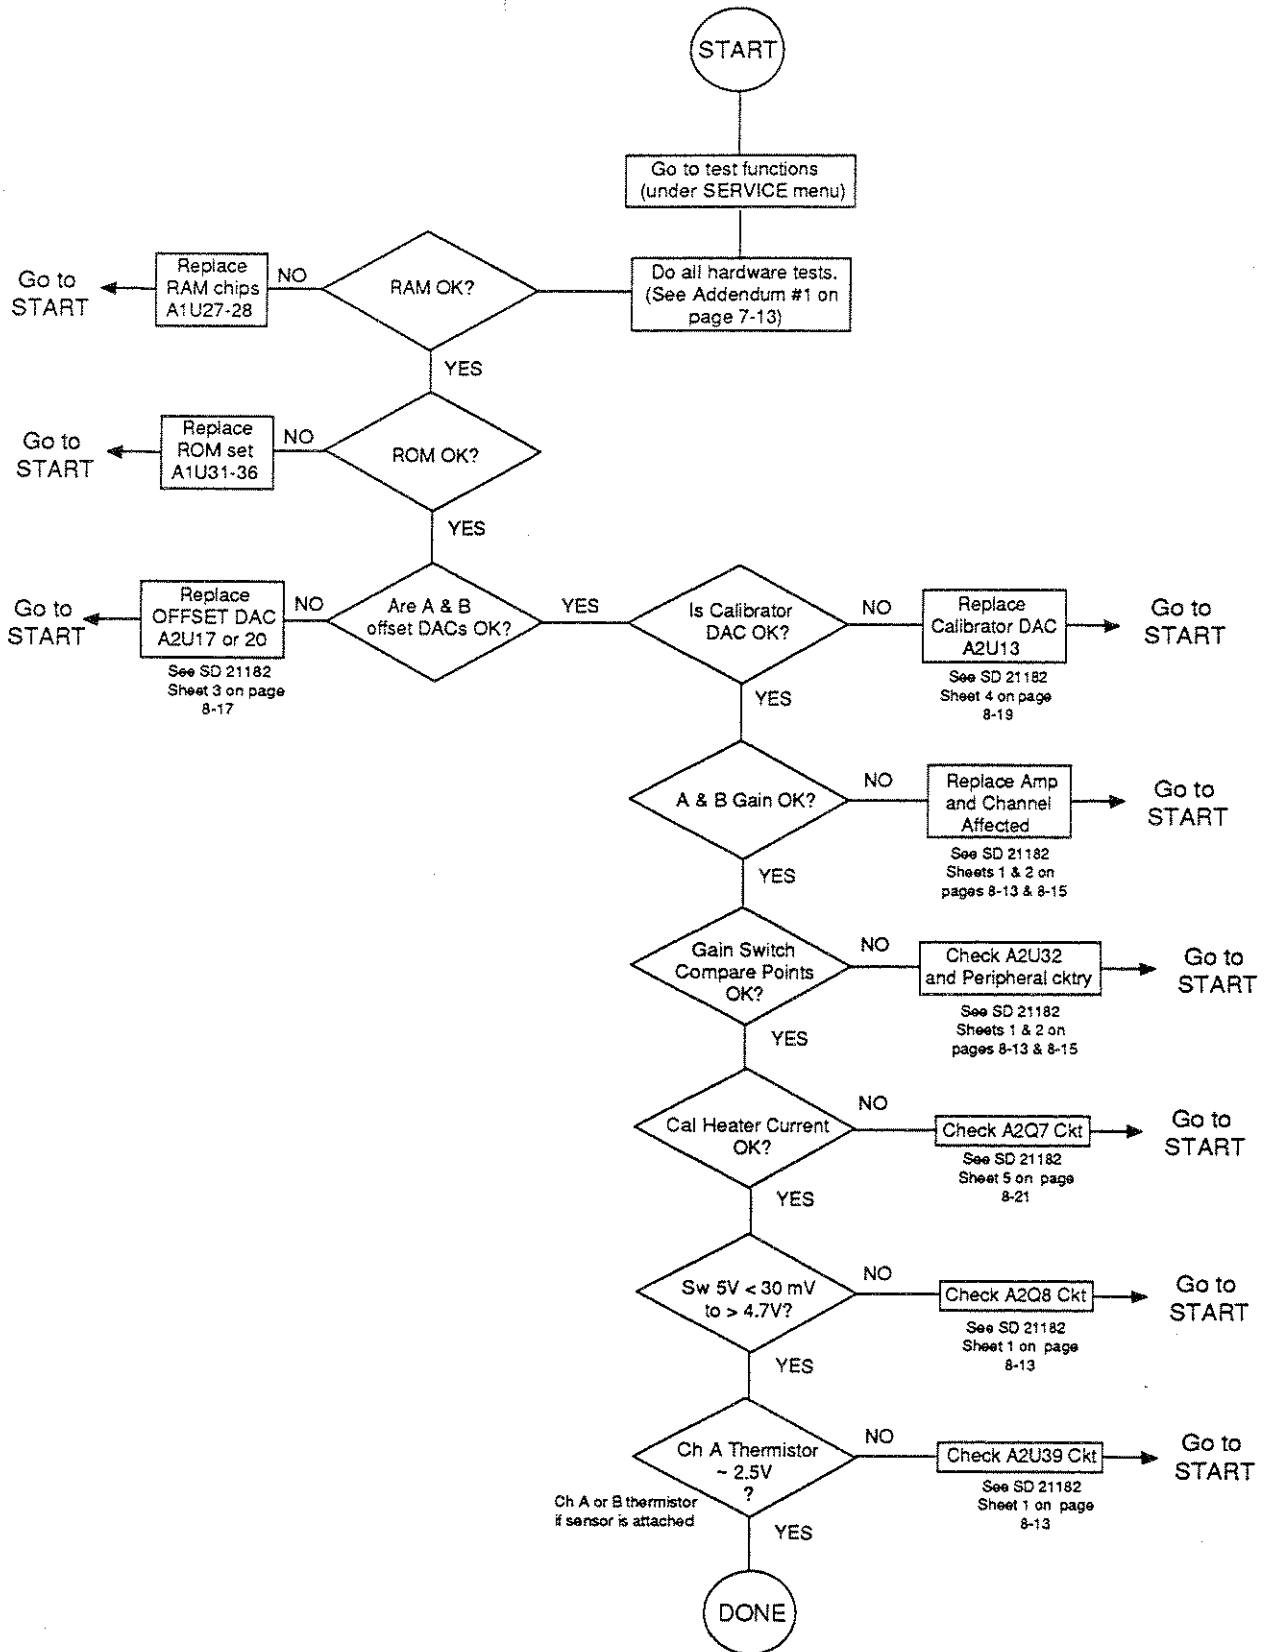 START
Go to test functions
(under SERVICE menu)
Do all hardware tests.
(See Addendum #1 on
page 7-13)
RAM OK?
NO
Replace
RAM chips
A1U27-28
Go to
START
YES
ROM OK?
NO
Replace
ROM set
A1U31-36
Go to
START
YES
Are A & B
offset DACs OK?
NO
Replace
OFFSET DAC
A2U17 or 20
See SD 21182
Sheet 3 on page
8-17
Go to
START
YES
Is Calibrator
DAC OK?
NO
Replace
Calibrator DAC
A2U13
See SD 21182
Sheet 4 on page
8-19
Go to
START
YES
A & B Gain OK?
NO
Replace Amp
and Channel
Affected
See SD 21182
Sheets 1 & 2 on
pages 8-13 & 8-15
Go to
START
YES
Gain Switch
Compare Points
OK?
NO
Check A2U32
and Peripheral cktry
See SD 21182
Sheets 1 & 2 on
pages 8-13 & 8-15
Go to
START
YES
Cal Heater Current
OK?
NO
Check A2Q7 Ckt
See SD 21182
Sheet 5 on page
8-21
Go to
START
YES
Sw 5V < 30 mV
to > 4.7V?
NO
Check A2Q8 Ckt
See SD 21182
Sheet 1 on page
8-13
Go to
START
YES
Ch A Thermistor
~ 2.5V
?
Ch A or B thermistor
if sensor is attached
NO
Check A2U39 Ckt
See SD 21182
Sheet 1 on page
8-13
Go to
START
YES
DONE